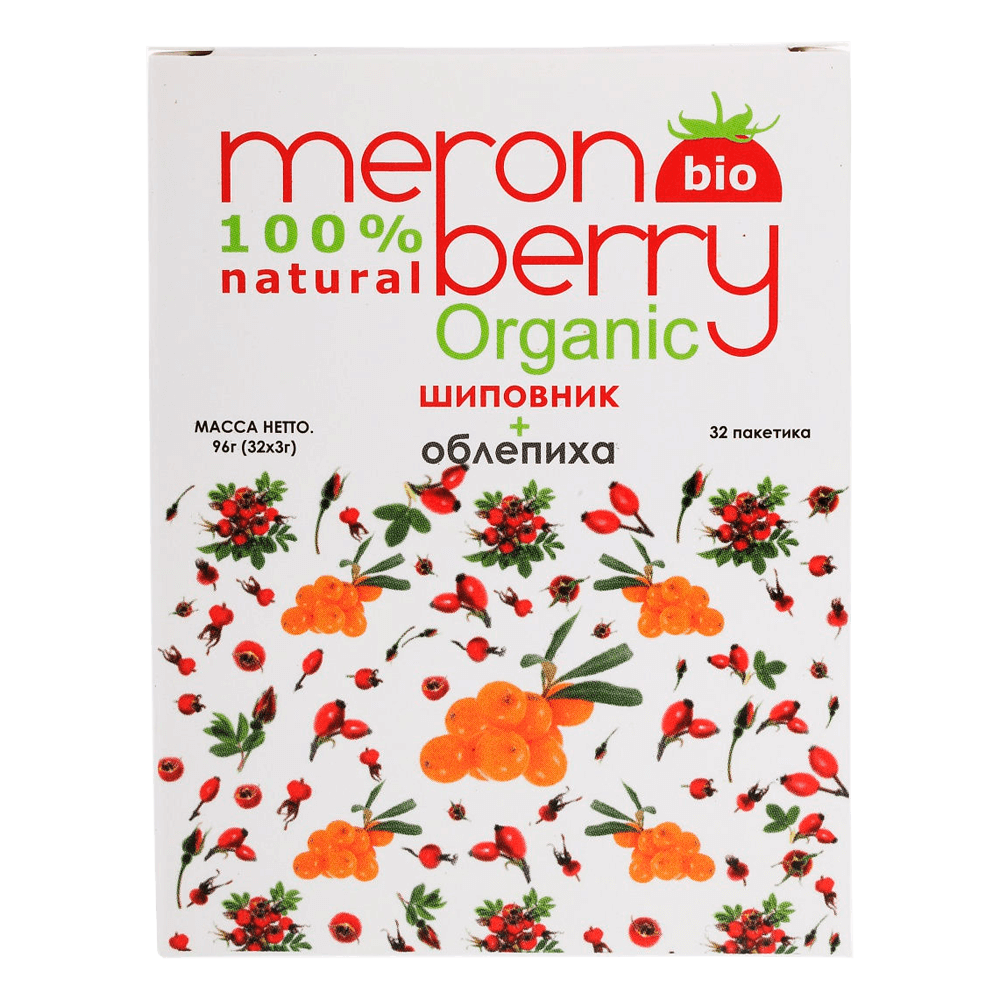 meron
bio
100%
natural
berry
Organic
шиповник
+
облепиха
МАССА НЕТТО.
96г (32х3г)
32 пакетика